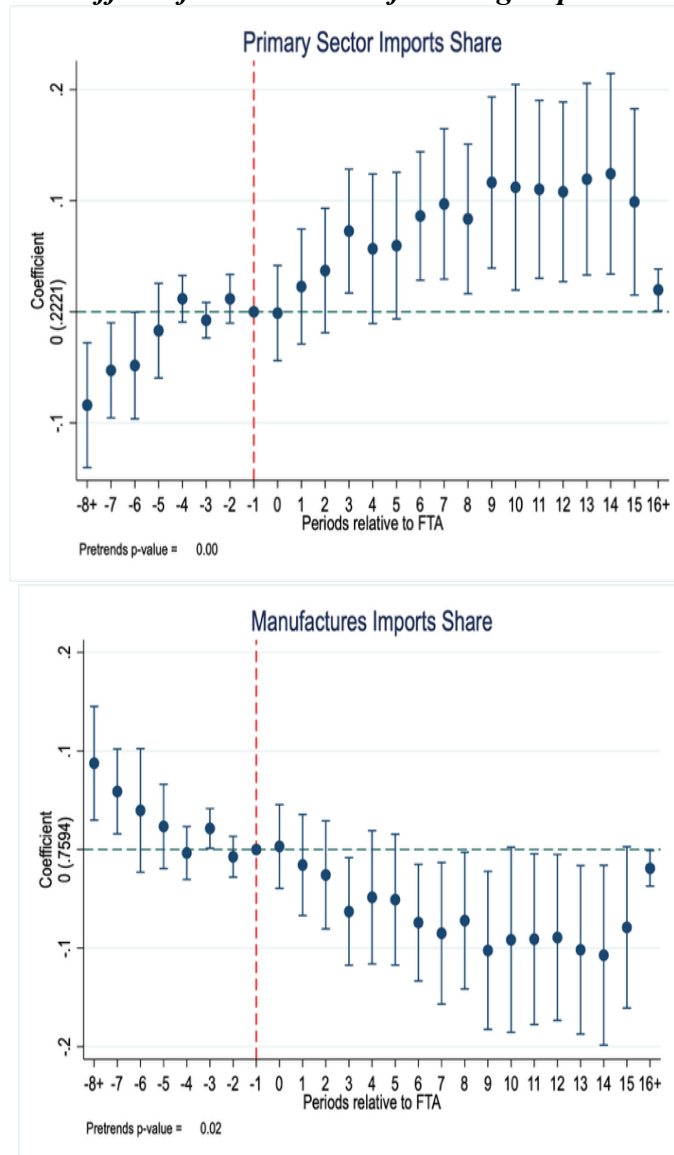 Primary Sector Imports Share
.2
.1
0 (.2221)
-.1
Coefficient
-8+ -7 -6 -5 -4 -3 -2 -1 0 1 2 3 4 5 6 7 8 9 10 11 12 13 14 15 16+
Periods relative to FTA
Pretrends p-value = 0.00
Manufactures Imports Share
.2
.1
0 (.7594)
-.1
-.2
Coefficient
-8+ -7 -6 -5 -4 -3 -2 -1 0 1 2 3 4 5 6 7 8 9 10 11 12 13 14 15 16+
Periods relative to FTA
Pretrends p-value = 0.02